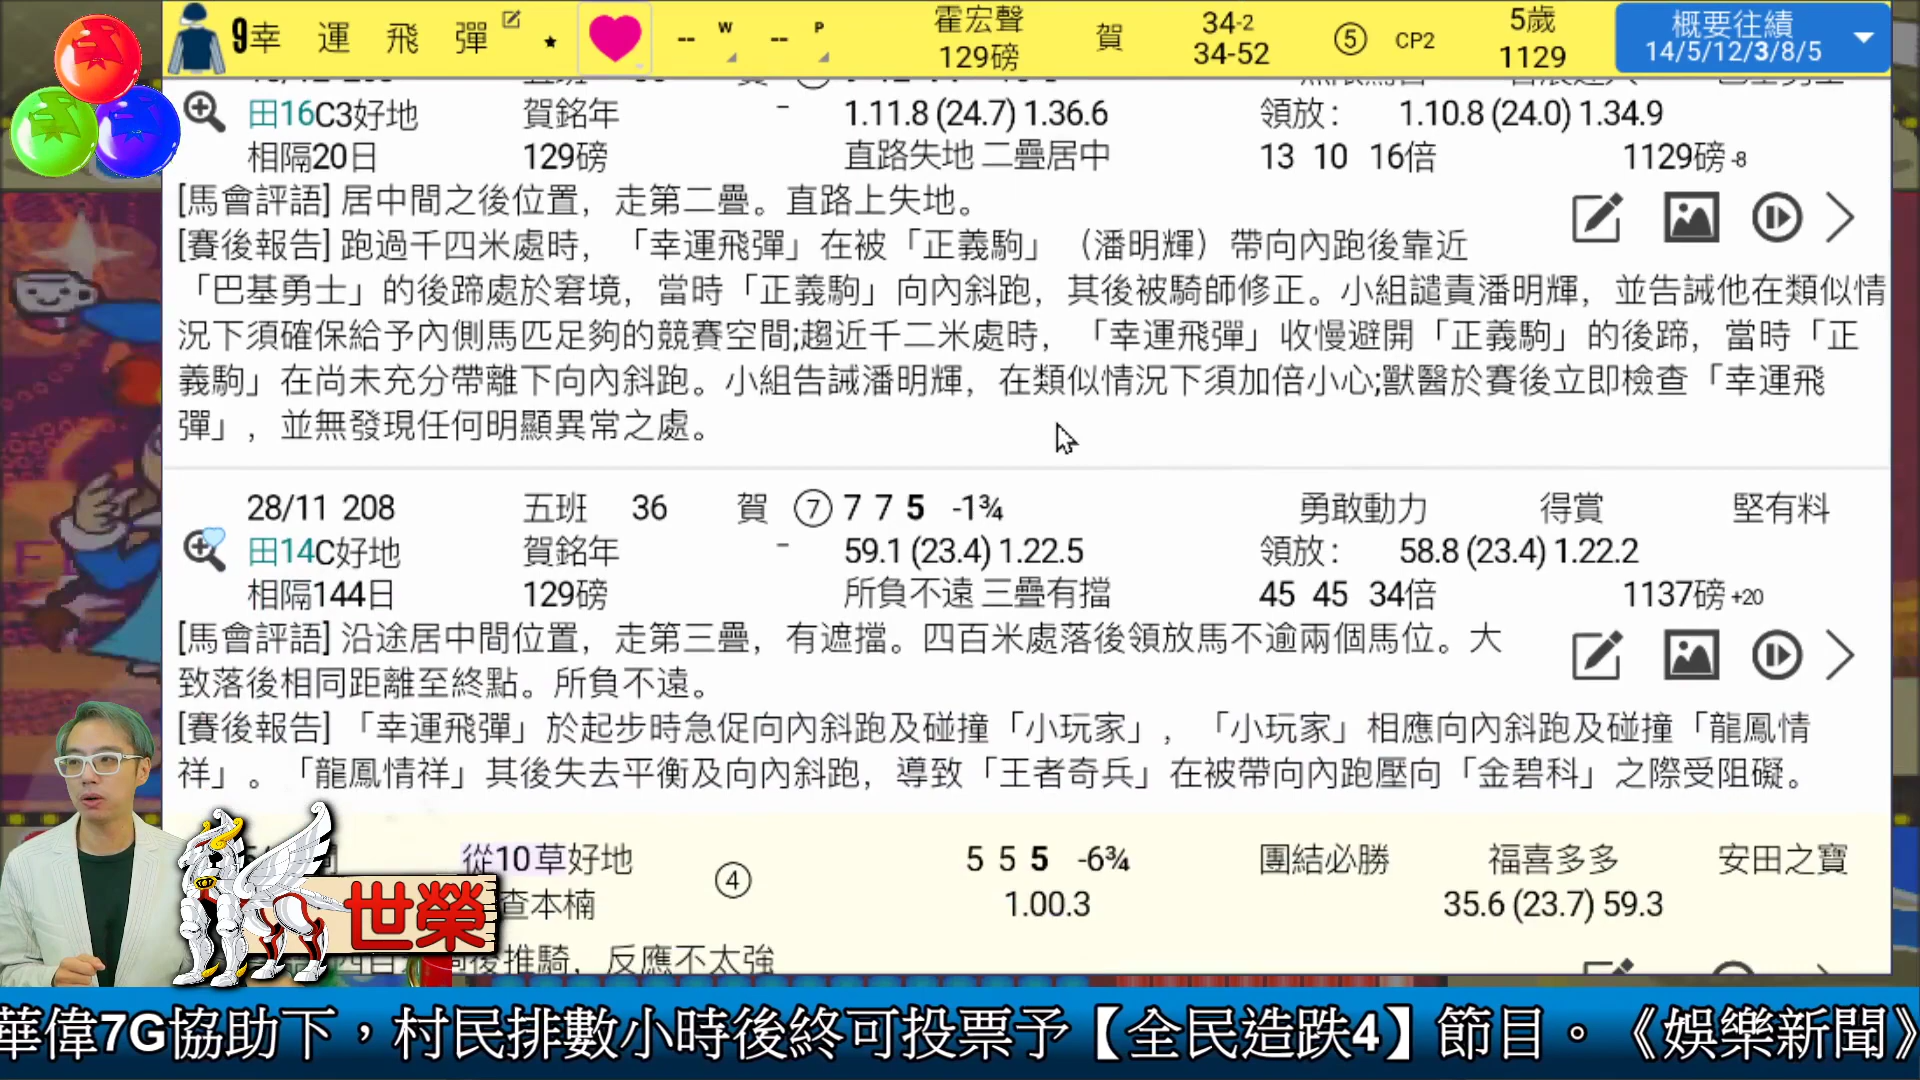 9幸 運 飛 彈 -- W -- P 霍宏聲 賀 34-2 ⑤ CP2 5歲 概要往績
129磅 34-52 1129 14/5/12/3/8/5
田16C3好地 賀銘年 - 1.11.8 (24.7) 1.36.6 領放： 1.10.8 (24.0) 1.34.9
相隔20日 129磅 直路失地 二疊居中 13 10 16倍 1129磅 -8
[馬會評語] 居中間之後位置，走第二疊。直路上失地。
[賽後報告] 跑過千四米處時，「幸運飛彈」在被「正義駒」（潘明輝）帶向內跑後靠近
「巴基勇士」的後蹄處於窘境，當時「正義駒」向內斜跑，其後被騎師修正。小組譴責潘明輝，並告誡他在類似情
況下須確保給予內側馬匹足夠的競賽空間;趨近千二米處時，「幸運飛彈」收慢避開「正義駒」的後蹄，當時「正
義駒」在尚未充分帶離下向內斜跑。小組告誡潘明輝，在類似情況下須加倍小心;獸醫於賽後立即檢查「幸運飛
彈」，並無發現任何明顯異常之處。
28/11 208 五班 36 賀 ⑦ 7 7 5 -1¾ 勇敢動力 得賞 堅有料
田14C好地 賀銘年 - 59.1 (23.4) 1.22.5 領放： 58.8 (23.4) 1.22.2
相隔144日 129磅 所負不遠 三疊有擋 45 45 34倍 1137磅 +20
[馬會評語] 沿途居中間位置，走第三疊，有遮擋。四百米處落後領放馬不逾兩個馬位。大
致落後相同距離至終點。所負不遠。
[賽後報告] 「幸運飛彈」於起步時急促向內斜跑及碰撞「小玩家」，「小玩家」相應向內斜跑及碰撞「龍鳳情
祥」。「龍鳳情祥」其後失去平衡及向內斜跑，導致「王者奇兵」在被帶向內跑壓向「金碧科」之際受阻礙。
從10草好地 ④ 5 5 5 -6¾ 團結必勝 福喜多多 安田之寶
查本楠 1.00.3 35.6 (23.7) 59.3
世榮
後推騎，反應不太強
華偉7G協助下，村民排數小時後終可投票予【全民造跌4】節目。《娛樂新聞》